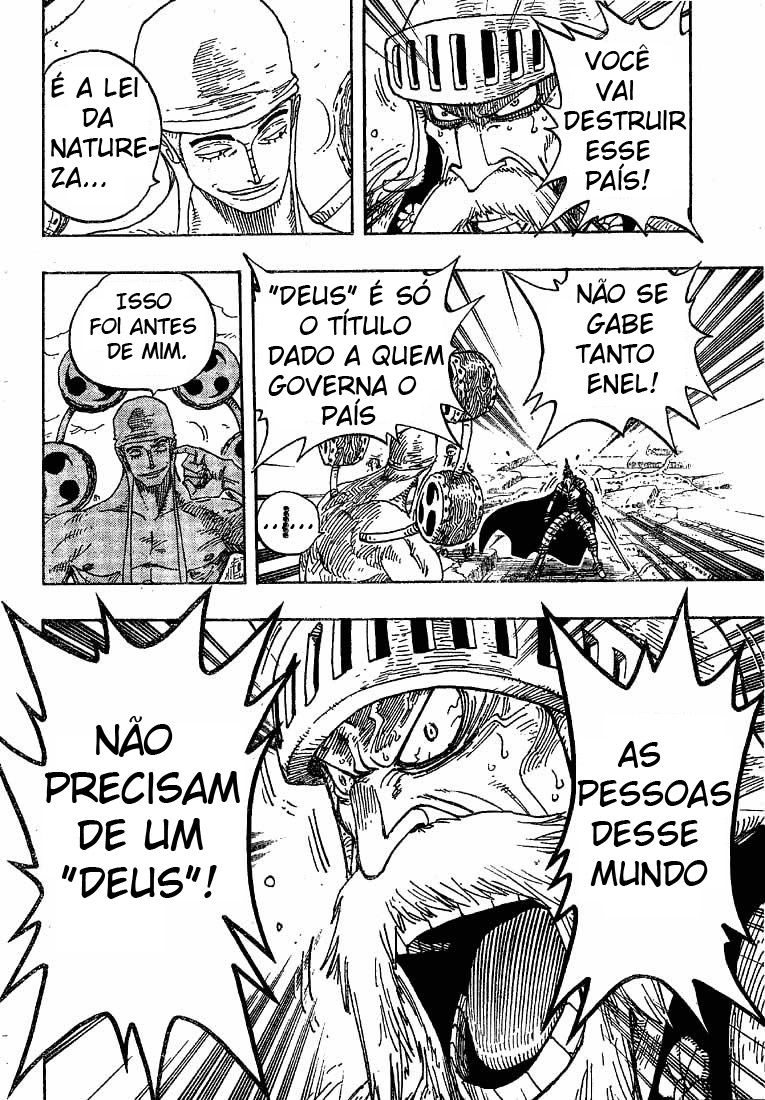 VOCÊ
VAI
DESTRUIR
ESSE
PAÍS!
É A LEI
DA
NATURE-
ZA...
NÃO SE
GABE
TANTO
ENEL!
"DEUS" É SÓ
O TÍTULO
DADO A QUEM
GOVERNA O
PAÍS
......
ISSO
FOI ANTES
DE MIM.
AS
PESSOAS
DESSE
MUNDO
NÃO
PRECISAM
DE UM
"DEUS"!